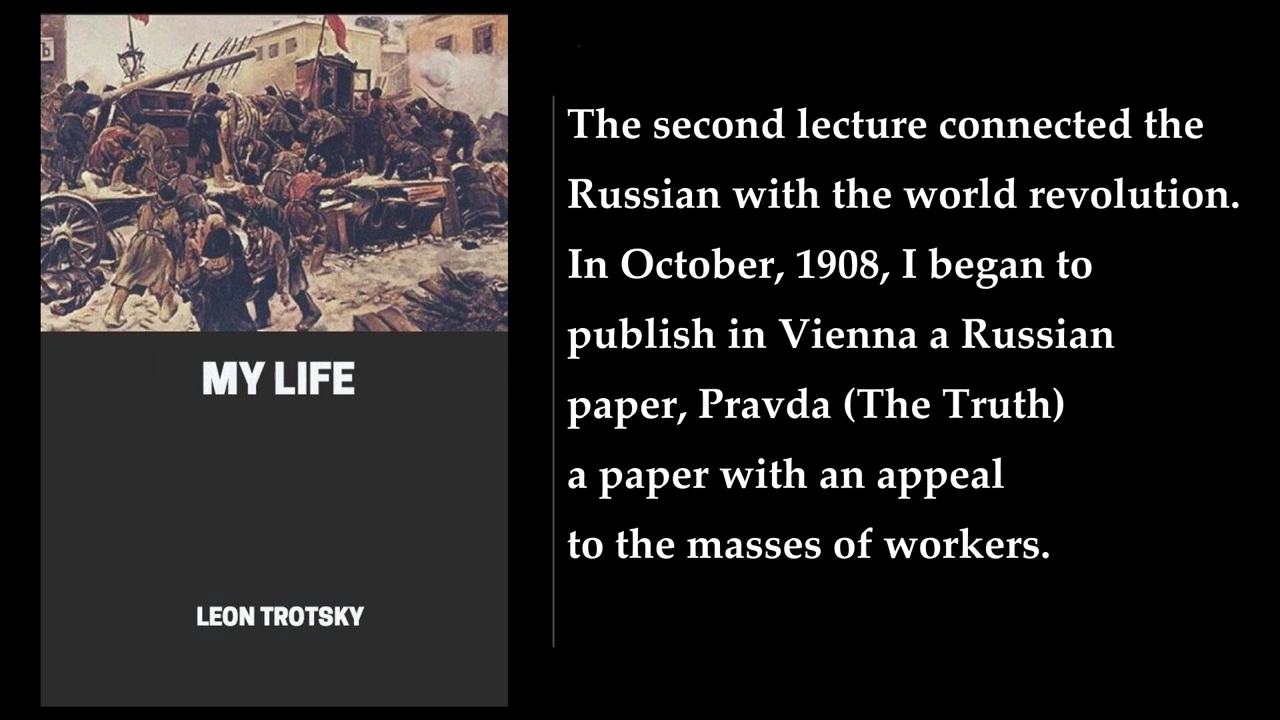 MY LIFE
LEON TROTSKY
The second lecture connected the
Russian with the world revolution.
In October, 1908, I began to
publish in Vienna a Russian
paper, Pravda (The Truth)
a paper with an appeal
to the masses of workers.